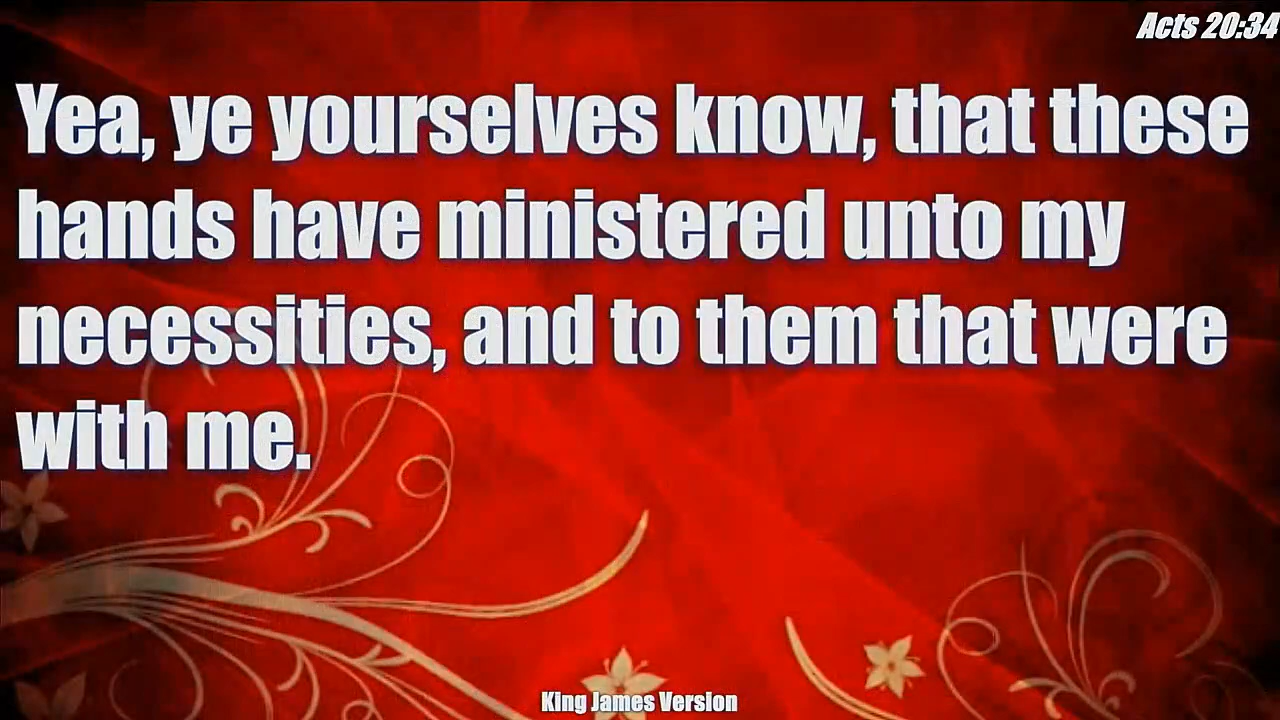 Acts 20:34
Yea, ye yourselves know, that these
hands have ministered unto my
necessities, and to them that were
with me.
King James Version